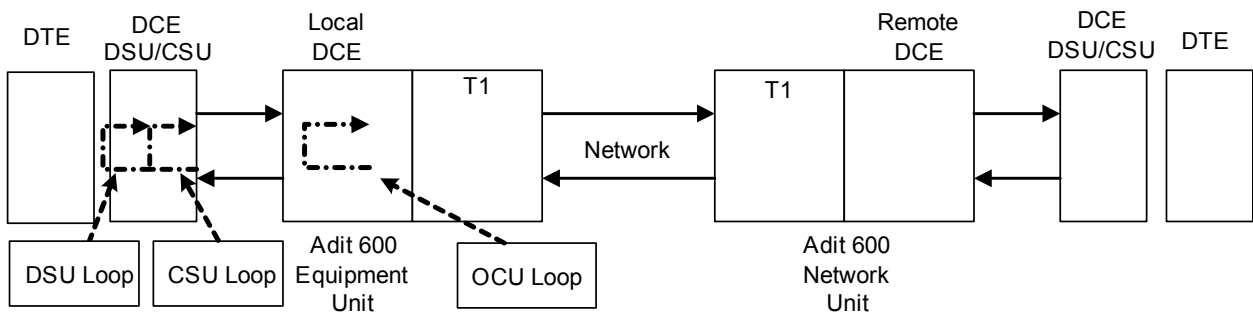 DTE
DCE
DSU/CSU
Local
DCE
Remote
DCE
DCE
DSU/CSU
DTE
T1
T1
Network
DSU Loop
CSU Loop
Adit 600
Equipment
Unit
OCU Loop
Adit 600
Network
Unit